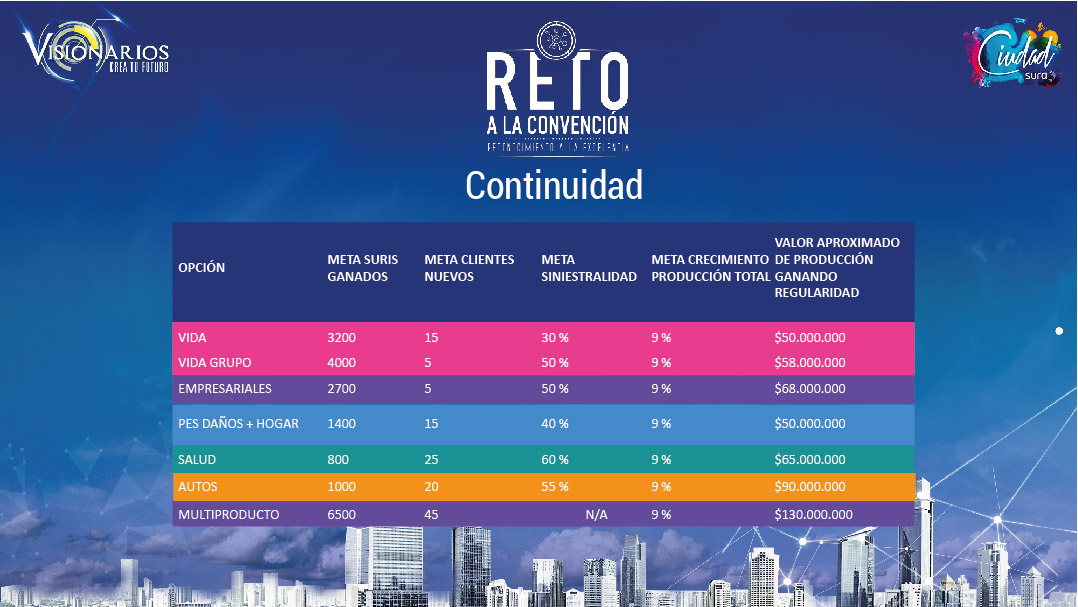 VISIONARIOS
CREA TU FUTURO
Ciudad
sura
RETO
A LA CONVENCIÓN
RECONOCIMIENTO A LA EXCELENCIA
Continuidad
OPCIÓN META SURIS GANADOS META CLIENTES NUEVOS META SINIESTRALIDAD META CRECIMIENTO PRODUCCIÓN TOTAL VALOR APROXIMADO DE PRODUCCIÓN GANANDO REGULARIDAD
VIDA 3200 15 30 % 9 % $50.000.000
VIDA GRUPO 4000 5 50 % 9 % $58.000.000
EMPRESARIALES 2700 5 50 % 9 % $68.000.000
PES DAÑOS + HOGAR 1400 15 40 % 9 % $50.000.000
SALUD 800 25 60 % 9 % $65.000.000
AUTOS 1000 20 55 % 9 % $90.000.000
MULTIPRODUCTO 6500 45 N/A 9 % $130.000.000